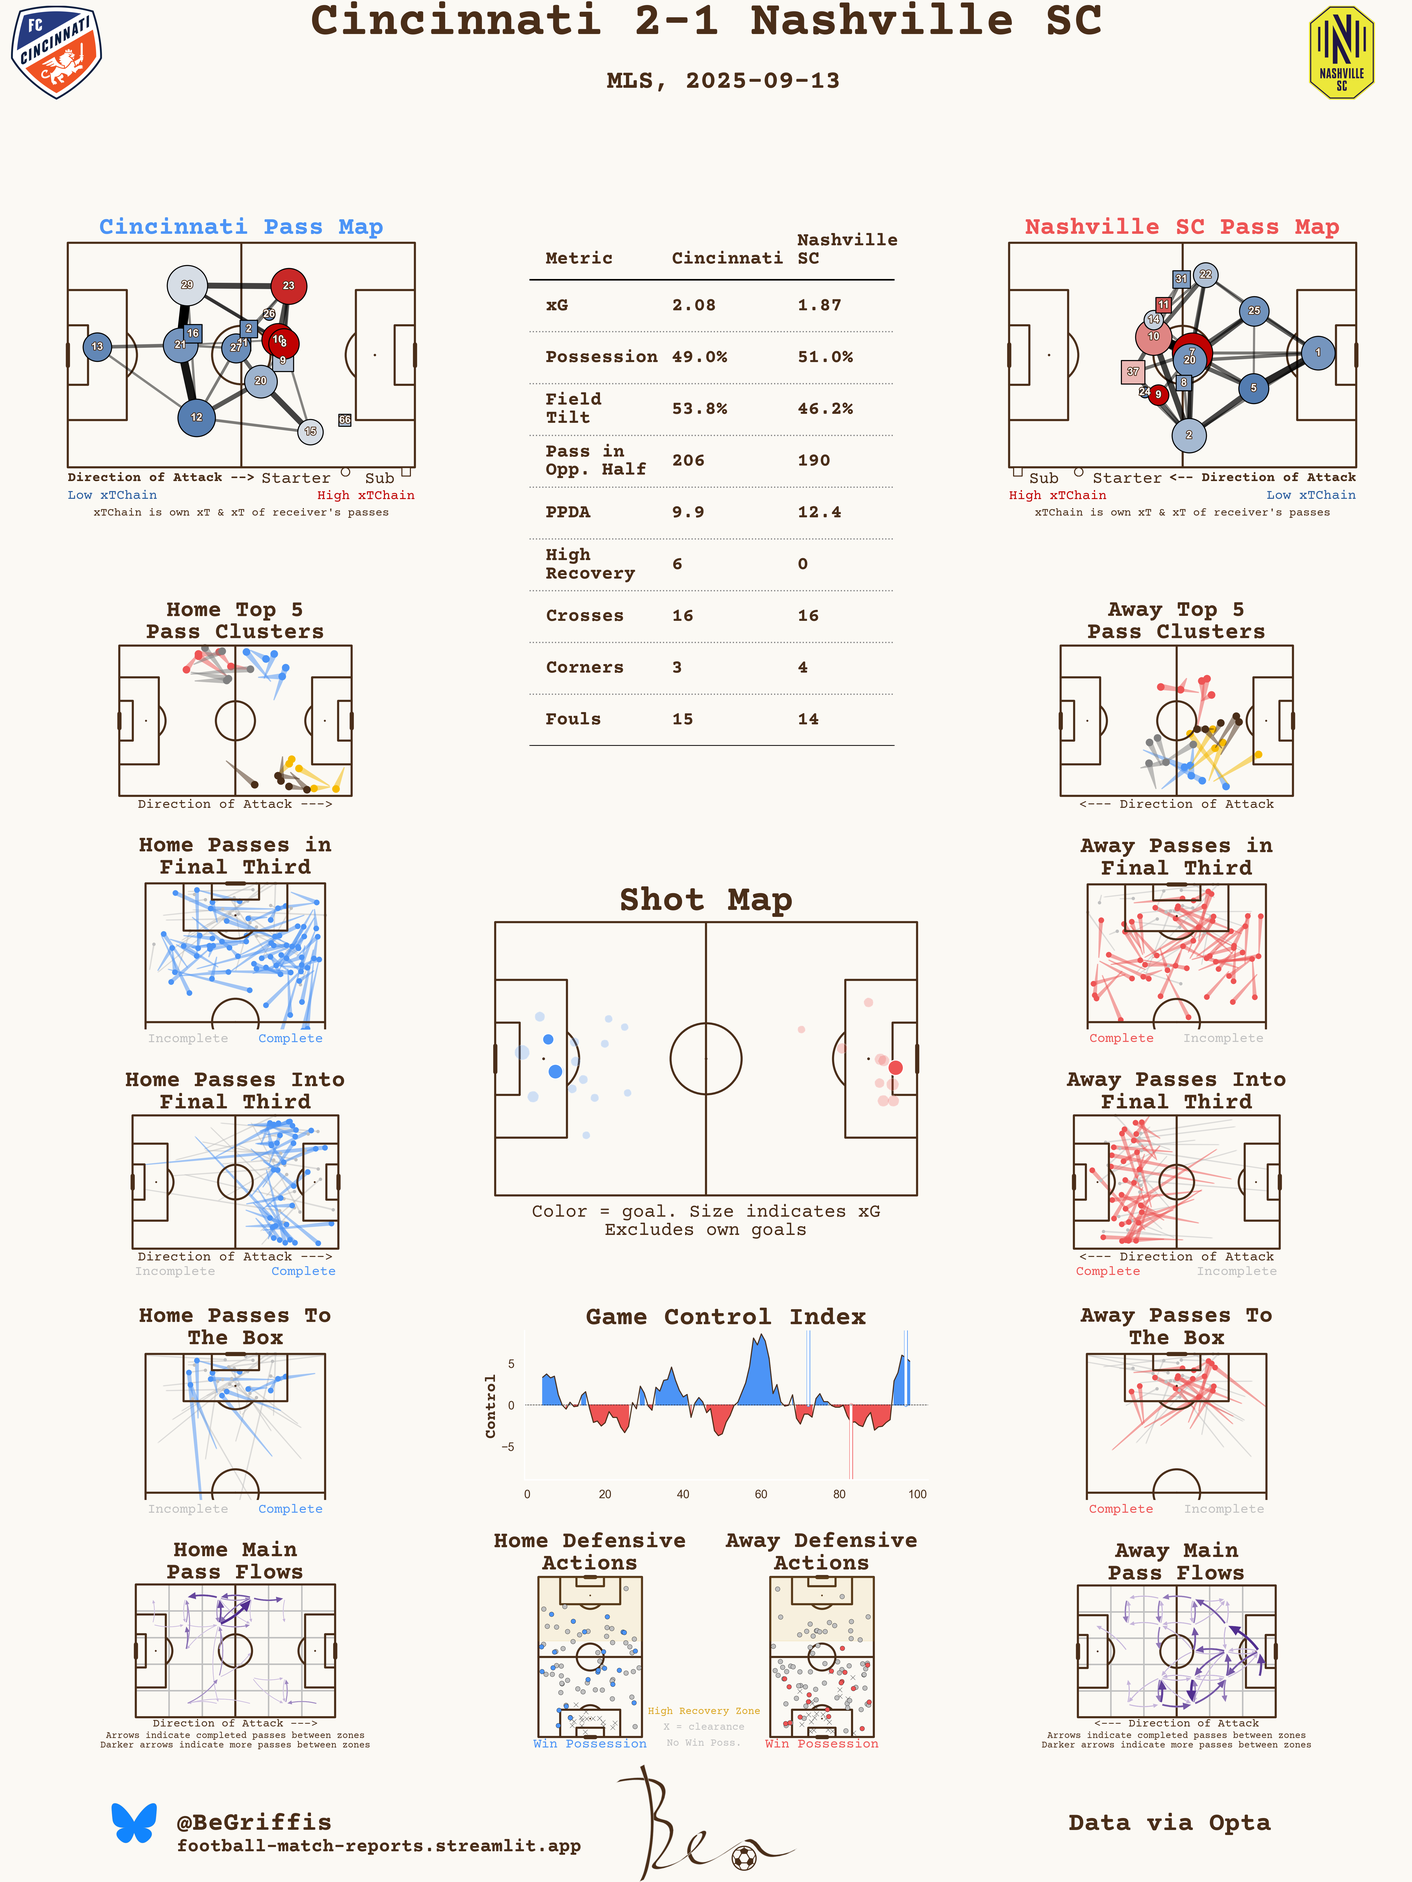 Cincinnati 2-1 Nashville SC
MLS, 2025-09-13
FC
CINCINNATI
N
NASHVILLE
SC
Cincinnati Pass Map
29
23
26
16
2
13
21
27
10
8
9
20
12
15
66
Direction of Attack --> Starter Sub
Low xTChain High xTChain
xTChain is own xT & xT of receiver's passes
Metric Cincinnati Nashville
SC
xG 2.08 1.87
Possession 49.0% 51.0%
Field
Tilt 53.8% 46.2%
Pass in
Opp. Half 206 190
PPDA 9.9 12.4
High
Recovery 6 0
Crosses 16 16
Corners 3 4
Fouls 15 14
Nashville SC Pass Map
31
22
11
14
25
10
7
20
1
37
8
24
9
5
2
Sub Starter <-- Direction of Attack
High xTChain Low xTChain
xTChain is own xT & xT of receiver's passes
Home Top 5
Pass Clusters
Direction of Attack --->
Away Top 5
Pass Clusters
<--- Direction of Attack
Home Passes in
Final Third
Incomplete Complete
Away Passes in
Final Third
Complete Incomplete
Shot Map
Color = goal. Size indicates xG
Excludes own goals
Home Passes Into
Final Third
Direction of Attack --->
Incomplete Complete
Away Passes Into
Final Third
<--- Direction of Attack
Complete Incomplete
Home Passes To
The Box
Incomplete Complete
Game Control Index
Control
5
0
−5
0 20 40 60 80 100
Away Passes To
The Box
Complete Incomplete
Home Main
Pass Flows
Direction of Attack --->
Arrows indicate completed passes between zones
Darker arrows indicate more passes between zones
Home Defensive
Actions
Win Possession
High Recovery Zone
X = clearance
No Win Poss.
Away Defensive
Actions
Win Possession
Away Main
Pass Flows
<--- Direction of Attack
Arrows indicate completed passes between zones
Darker arrows indicate more passes between zones
@BeGriffis
football-match-reports.streamlit.app
Ben
Data via Opta